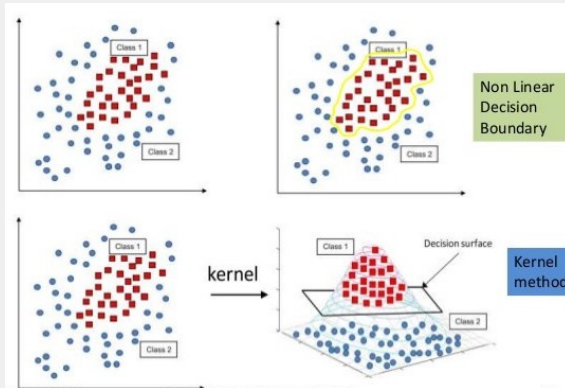 Class 1
Class 2
Class 1
Class 2
Non Linear
Decision
Boundary
Class 1
Class 2
kernel
Class 1
Decision surface
Class 2
Kernel
method